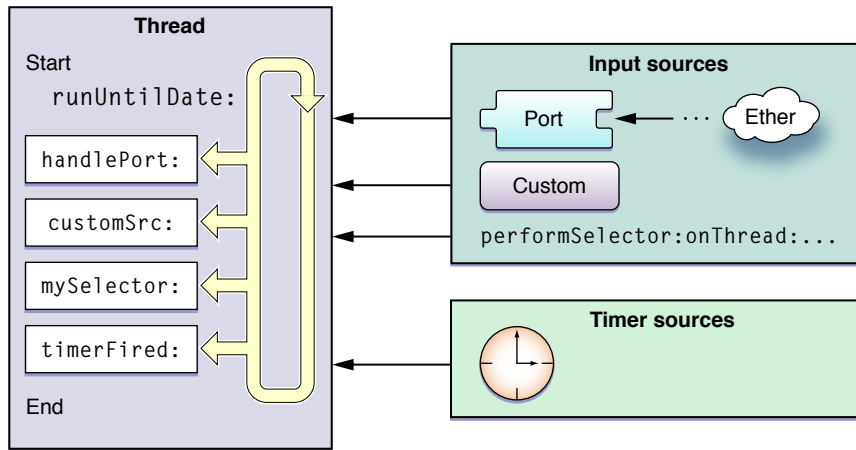 Thread
Start
runUntilDate:
handlePort:
customSrc:
mySelector:
timerFired:
End
Input sources
Port
...
Ether
Custom
performSelector:onThread:...
Timer sources